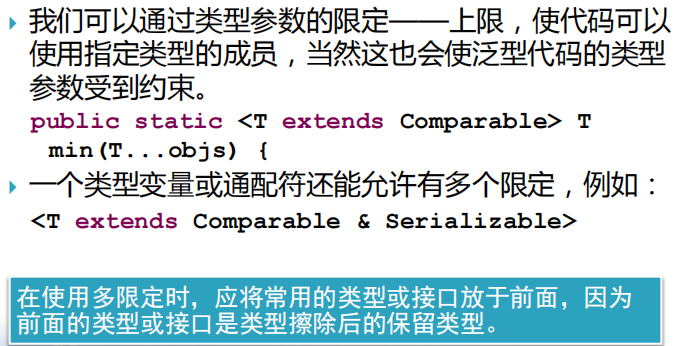 我们可以通过类型参数的限定——上限，使代码可以
使用指定类型的成员，当然这也会使泛型代码的类型
参数受到约束。
public static <T extends Comparable> T
min(T...objs) {
一个类型变量或通配符还能允许有多个限定，例如：
<T extends Comparable & Serializable>
在使用多限定时，应将常用的类型或接口放于前面，因为
前面的类型或接口是类型擦除后的保留类型。